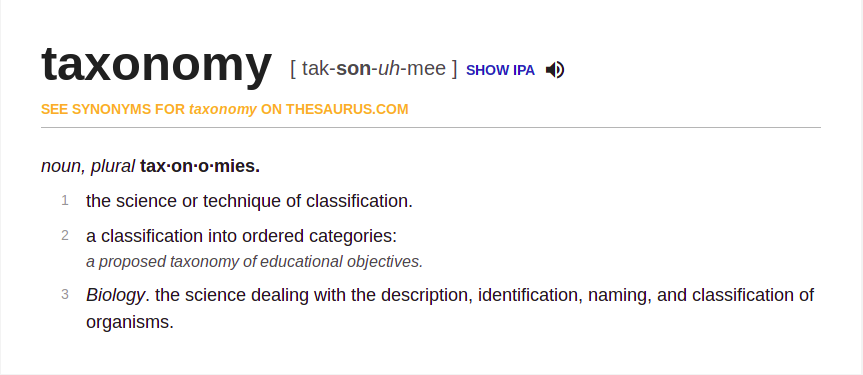 taxonomy [ tak-son-uh-mee ] SHOW IPA
SEE SYNONYMS FOR taxonomy ON THESAURUS.COM
noun, plural tax·on·o·mies.
1 the science or technique of classification.
2 a classification into ordered categories:
a proposed taxonomy of educational objectives.
3 Biology. the science dealing with the description, identification, naming, and classification of
organisms.